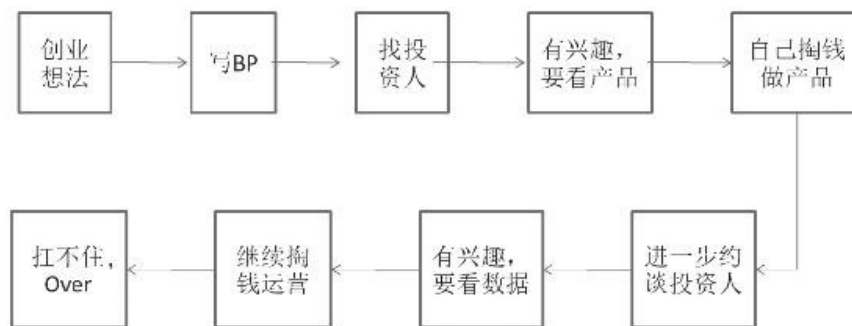 创业
想法
写BP
找投
资人
有兴趣，
要看产品
自己掏钱
做产品
进一步约
谈投资人
有兴趣，
要看数据
继续掏
钱运营
扛不住，
Over